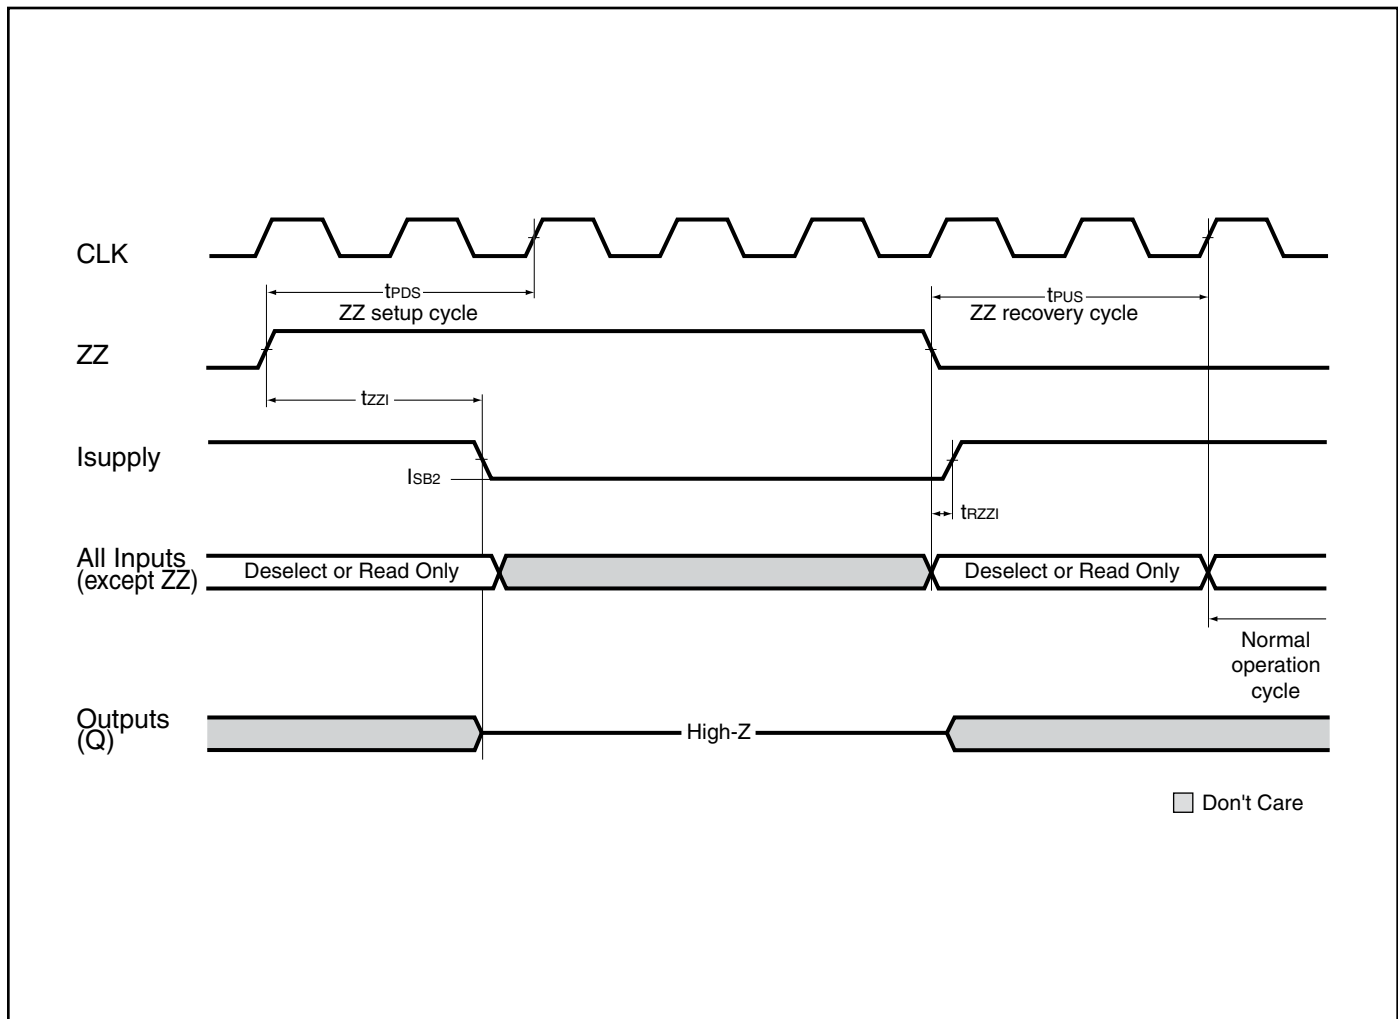 CLK
tPDS
ZZ setup cycle
tPUS
ZZ recovery cycle
ZZ
tZZI
Isupply
ISB2
tRZZI
All Inputs
(except ZZ)
Deselect or Read Only
Deselect or Read Only
Normal
operation
cycle
Outputs
(Q)
High-Z
Don't Care